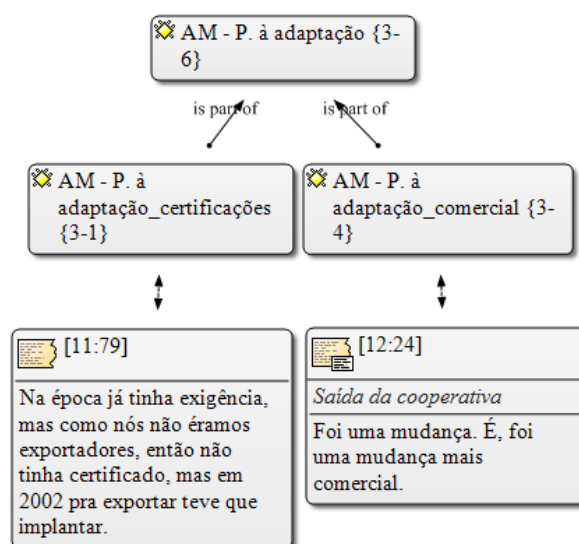 AM - P. à adaptação {3-
6}
is part of
is part of
AM - P. à
adaptação_certificações
{3-1}
AM - P. à
adaptação_comercial {3-
4}
[11:79]
Na época já tinha exigência,
mas como nós não éramos
exportadores, então não
tinha certificado, mas em
2002 pra exportar teve que
implantar.
[12:24]
Saída da cooperativa
Foi uma mudança. É, foi
uma mudança mais
comercial.